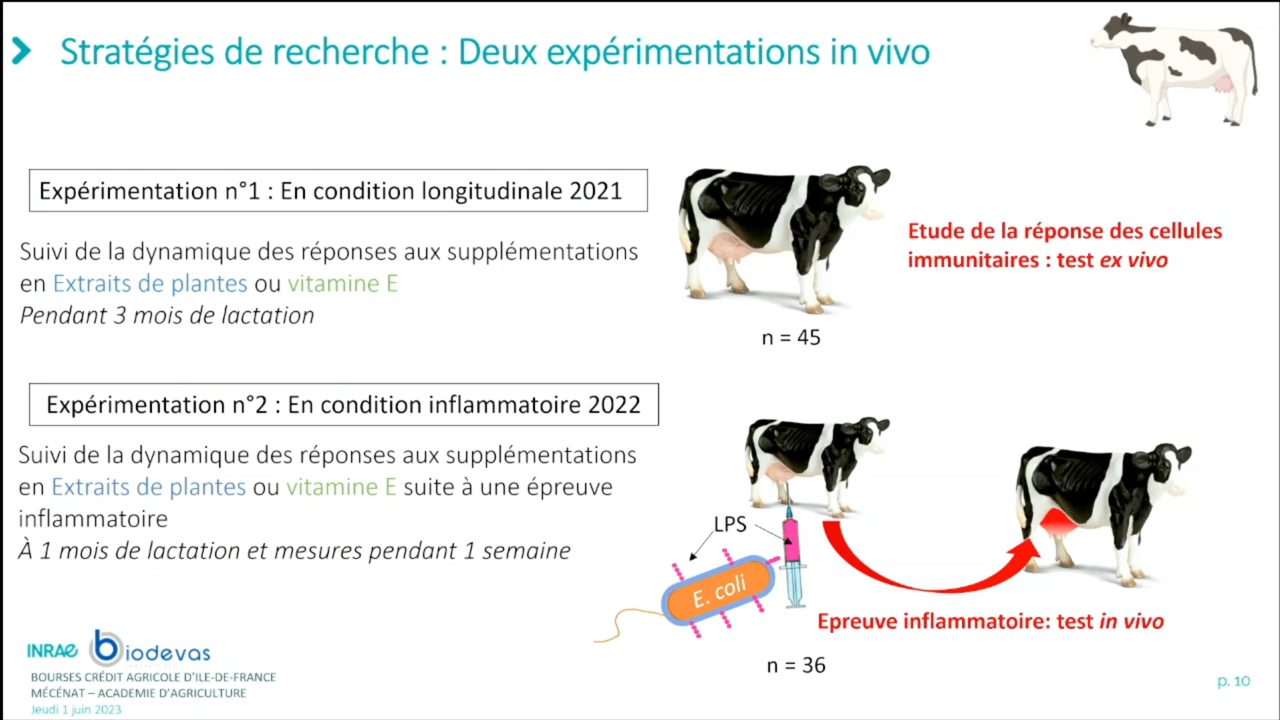 Stratégies de recherche : Deux expérimentations in vivo
Expérimentation n°1 : En condition longitudinale 2021
Suivi de la dynamique des réponses aux supplémentations
en Extraits de plantes ou vitamine E
Pendant 3 mois de lactation
n = 45
Etude de la réponse des cellules
immunitaires : test ex vivo
Expérimentation n°2 : En condition inflammatoire 2022
Suivi de la dynamique des réponses aux supplémentations
en Extraits de plantes ou vitamine E suite à une épreuve
inflammatoire
À 1 mois de lactation et mesures pendant 1 semaine
LPS
E. coli
Epreuve inflammatoire: test in vivo
n = 36
INRAE biodevas
BOURSES CRÉDIT AGRICOLE D'ILE-DE-FRANCE
MÉCÉNAT – ACADEMIE D'AGRICULTURE
Jeudi 1 juin 2023
p. 10